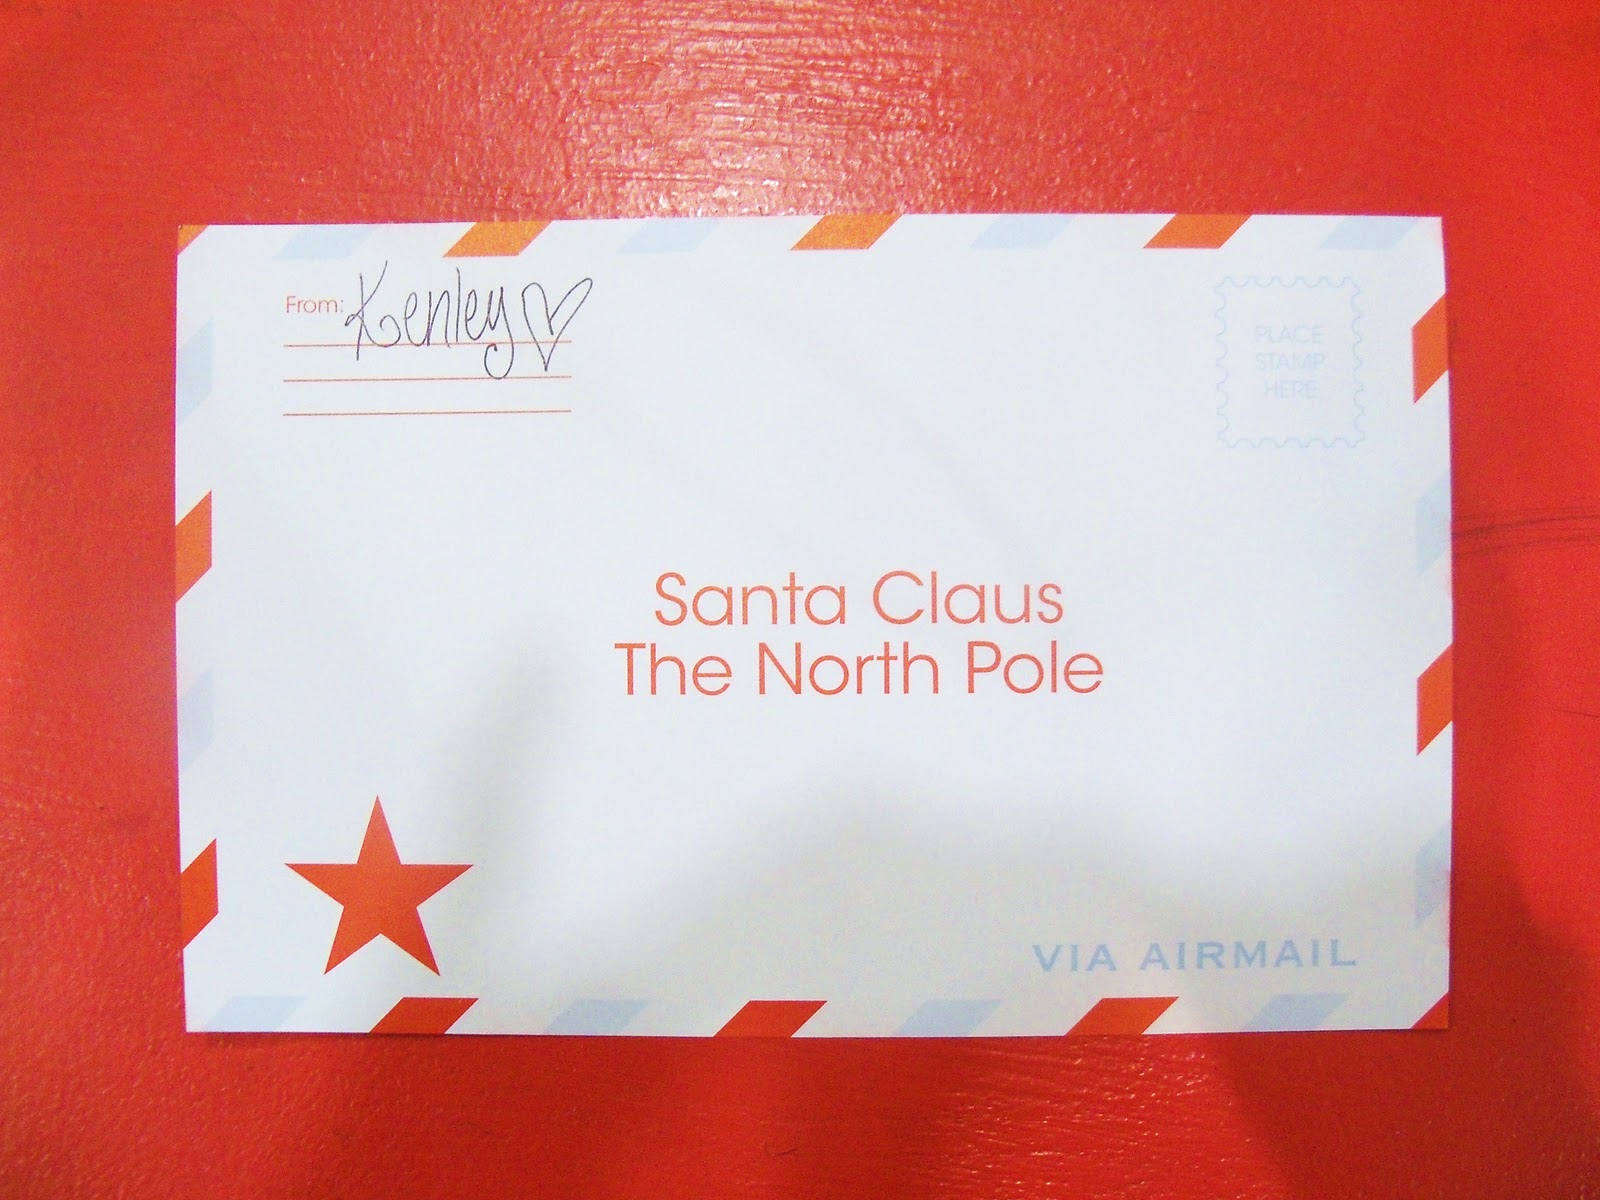 From: Kenley
PLACE
STAMP
HERE
Santa Claus
The North Pole
VIA AIRMAIL